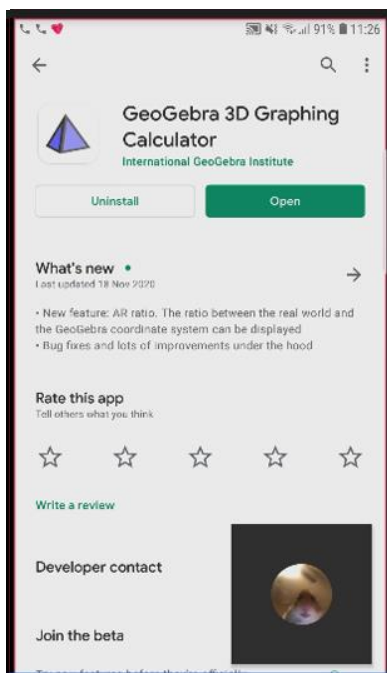 91% 11:26
GeoGebra 3D Graphing
Calculator
International GeoGebra Institute
Uninstall
Open
What's new
Last updated 18 Nov 2020
• New feature: AR ratio. The ratio between the real world and
the GeoGebra coordinate system can be displayed
• Bug fixes and lots of improvements under the hood
Rate this app
Tell others what you think
Write a review
Developer contact
Join the beta